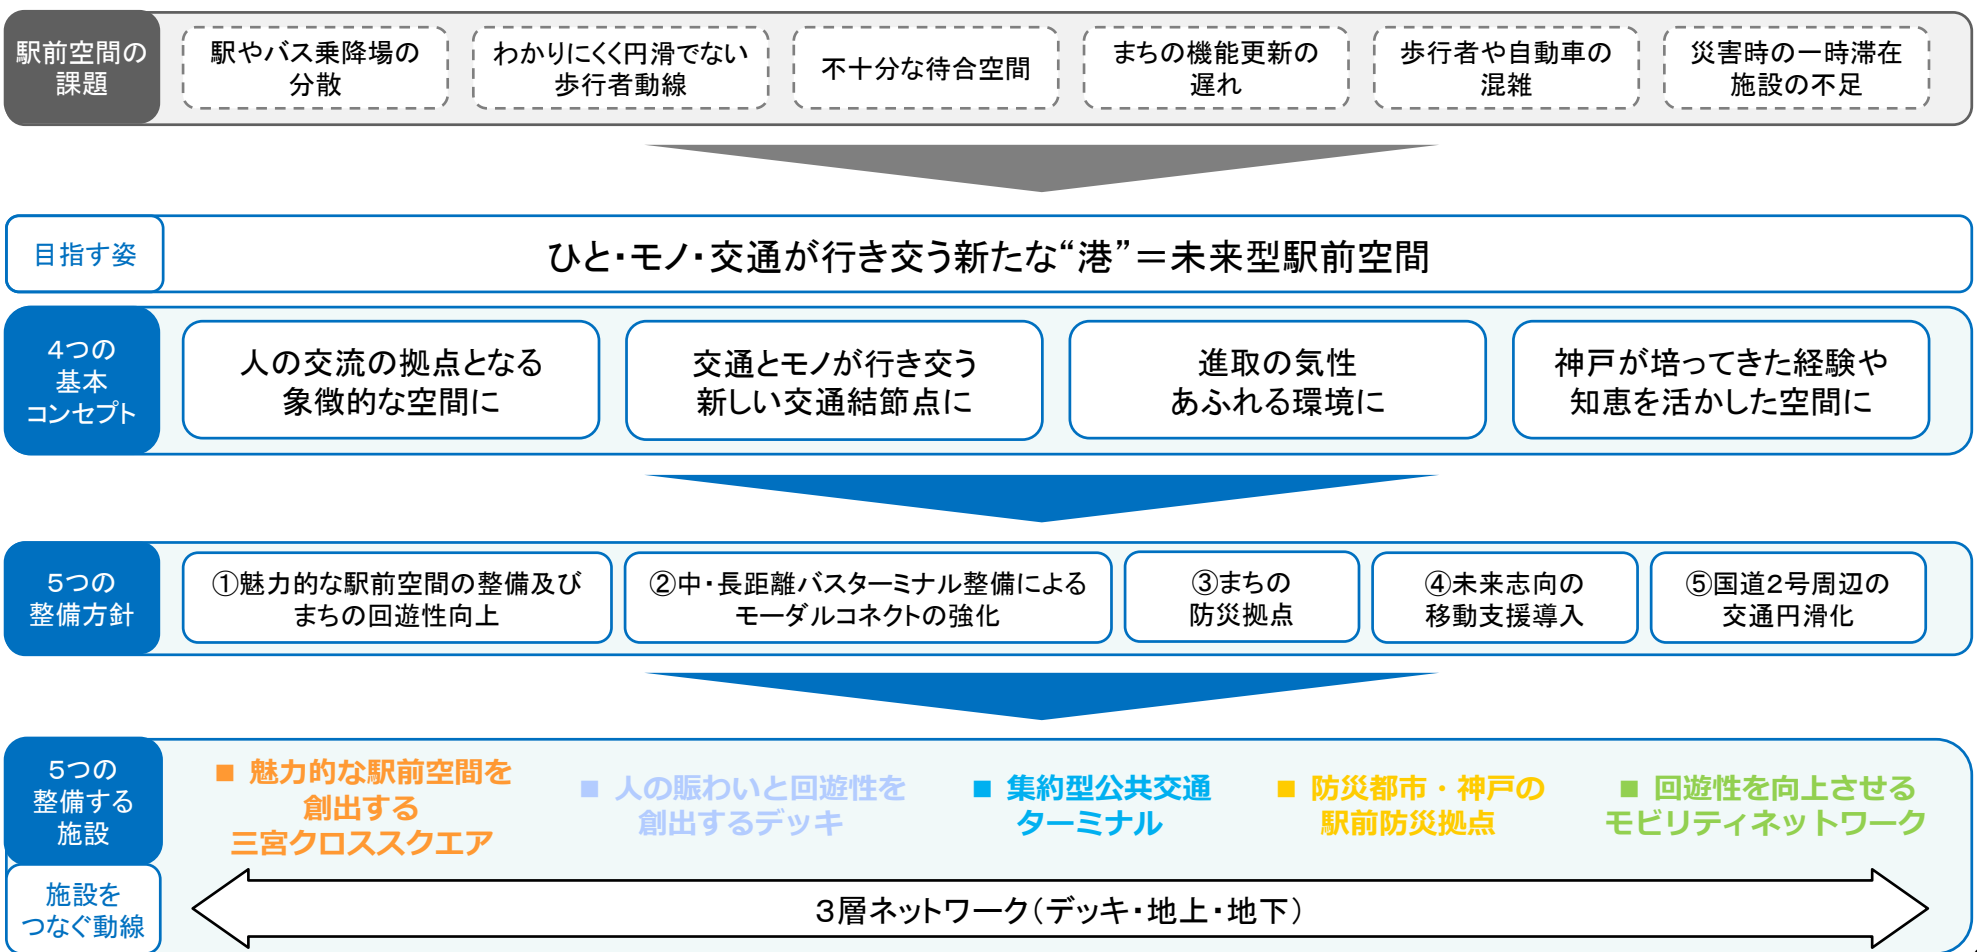 駅前空間の
課題
駅やバス乗降場の
分散
わかりにくく円滑でない
歩行者動線
不十分な待合空間
まちの機能更新の
遅れ
歩行者や自動車の
混雑
災害時の一時滞在
施設の不足
目指す姿
ひと・モノ・交通が行き交う新たな“港”＝未来型駅前空間
4つの
基本
コンセプト
人の交流の拠点となる
象徴的な空間に
交通とモノが行き交う
新しい交通結節点に
進取の気性
あふれる環境に
神戸が培ってきた経験や
知恵を活かした空間に
5つの
整備方針
①魅力的な駅前空間の整備及び
まちの回遊性向上
②中・長距離バスターミナル整備による
モーダルコネクトの強化
③まちの
防災拠点
④未来志向の
移動支援導入
⑤国道2号周辺の
交通円滑化
5つの
整備する
施設
■ 魅力的な駅前空間を
創出する
三宮クロススクエア
■ 人の賑わいと回遊性を
創出するデッキ
■ 集約型公共交通
ターミナル
■ 防災都市・神戸の
駅前防災拠点
■ 回遊性を向上させる
モビリティネットワーク
施設を
つなぐ動線
3層ネットワーク（デッキ・地上・地下）